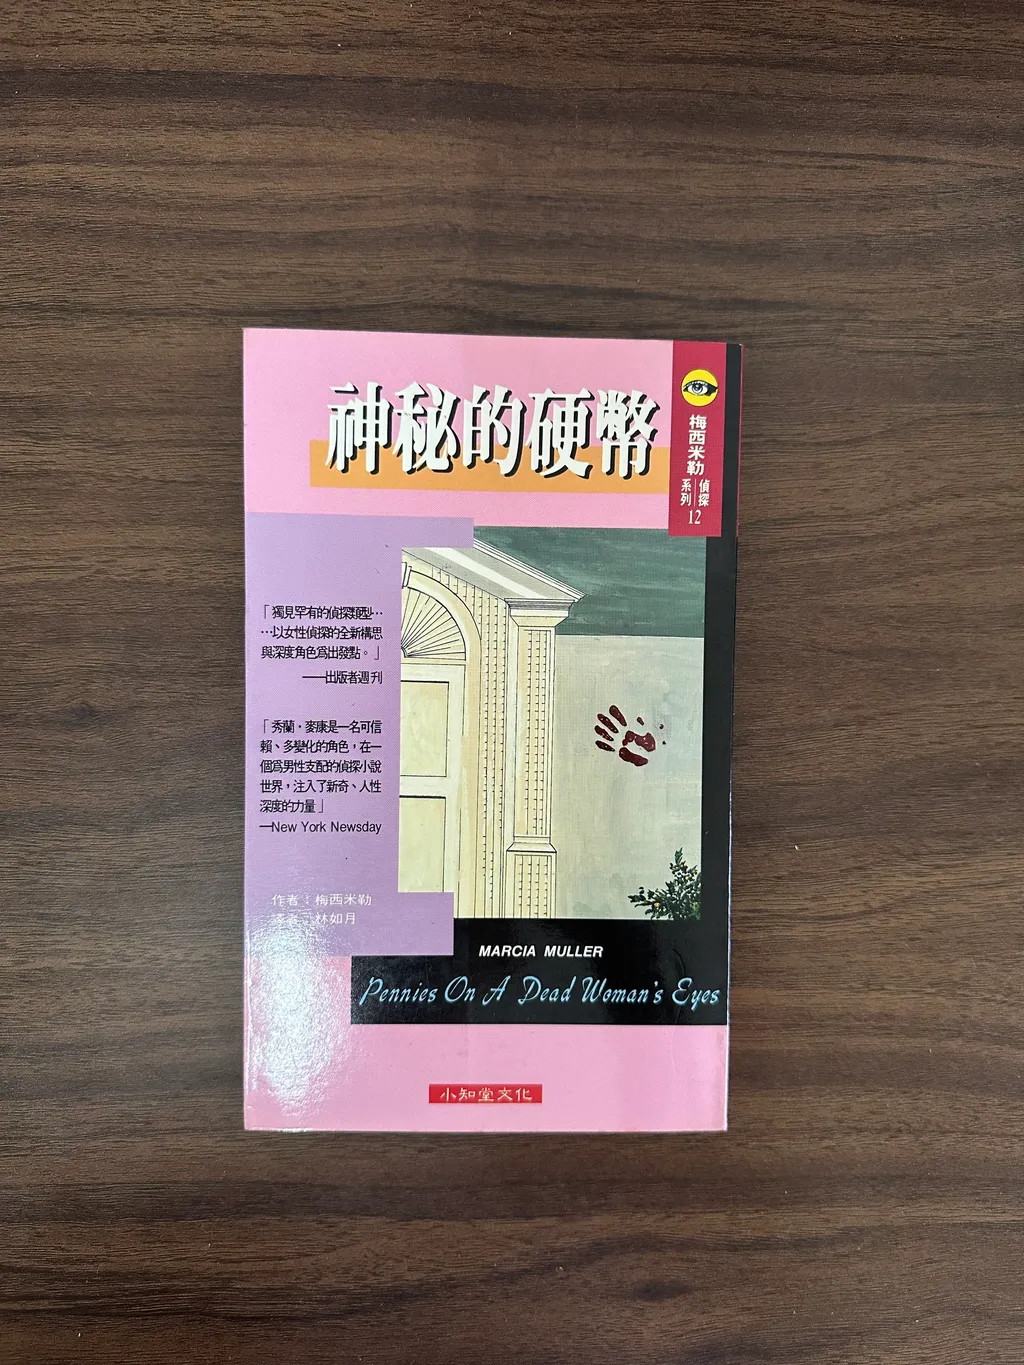 神秘的硬幣
梅西米勒
偵探
系列
12
「獨見罕有的偵探類型⋯
⋯以女性偵探的全新構思
與深度角色爲出發點。」
──出版者週刊
「秀蘭・麥康是一名可信
賴、多變化的角色，在一
個爲男性支配的偵探小說
世界，注入了新奇、人性
深度的力量」
─New York Newsday
作者：梅西米勒
譯者：林如月
MARCIA MULLER
Pennies On A Dead Woman's Eyes
小知堂文化